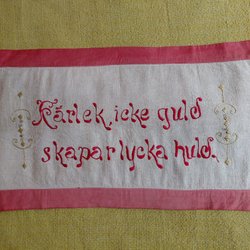 Kärlek, icke guld
skapar lycka huld.